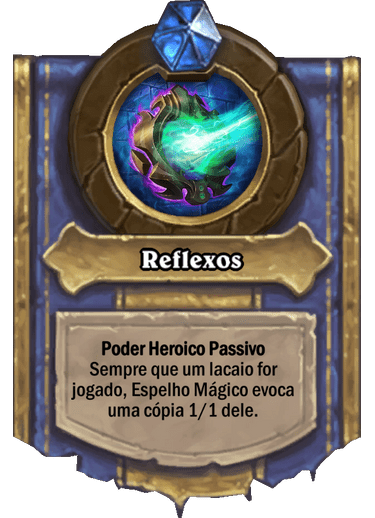 Reflexos
Poder Heroico Passivo
Sempre que um lacaio for
jogado, Espelho Mágico evoca
uma cópia 1/1 dele.